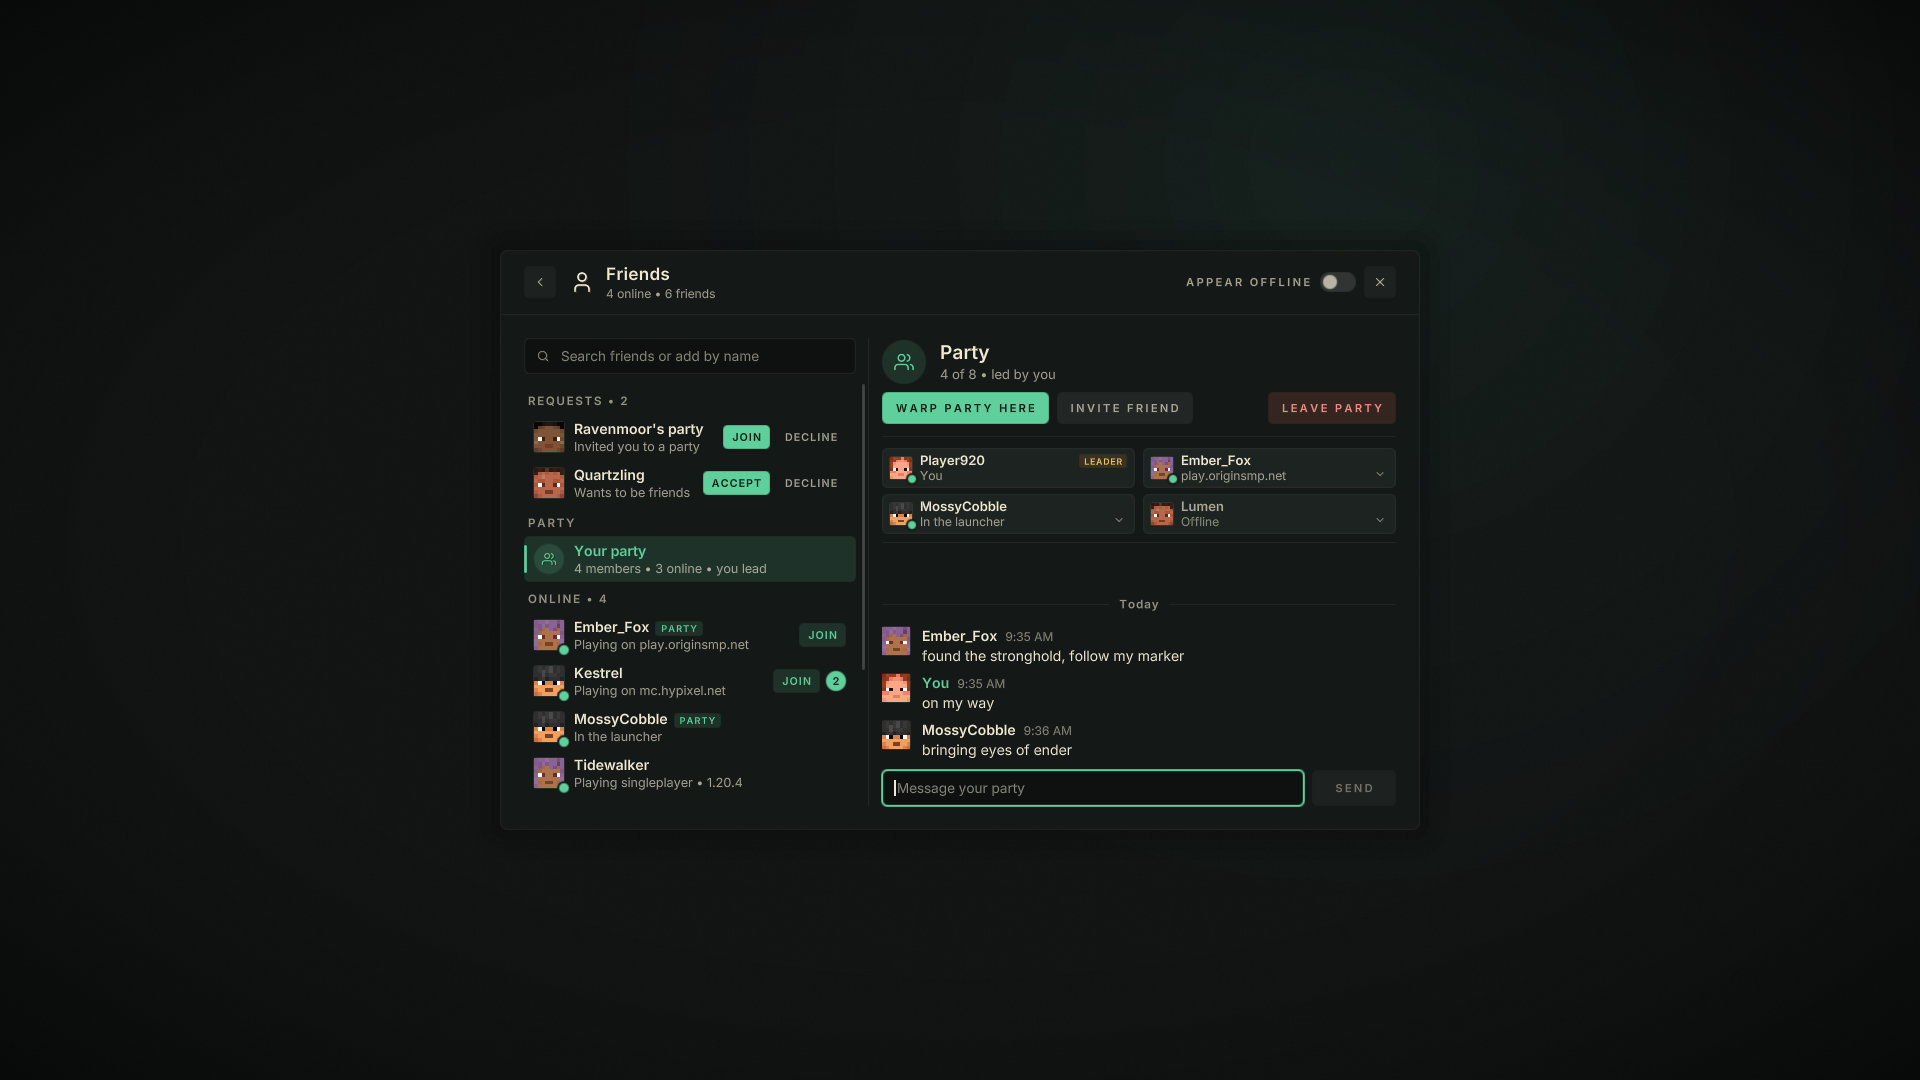 Friends
4 online • 6 friends
APPEAR OFFLINE
Search friends or add by name
REQUESTS • 2
Ravenmoor's party
Invited you to a party
JOIN
DECLINE
Quartzling
Wants to be friends
ACCEPT
DECLINE
PARTY
Your party
4 members • 3 online • you lead
ONLINE • 4
Ember_Fox PARTY
Playing on play.originsmp.net
JOIN
Kestrel
Playing on mc.hypixel.net
JOIN 2
MossyCobble PARTY
In the launcher
Tidewalker
Playing singleplayer • 1.20.4
Party
4 of 8 • led by you
WARP PARTY HERE
INVITE FRIEND
LEAVE PARTY
Player920 LEADER
You
Ember_Fox
play.originsmp.net
MossyCobble
In the launcher
Lumen
Offline
Today
Ember_Fox 9:35 AM
found the stronghold, follow my marker
You 9:35 AM
on my way
MossyCobble 9:36 AM
bringing eyes of ender
Message your party
SEND